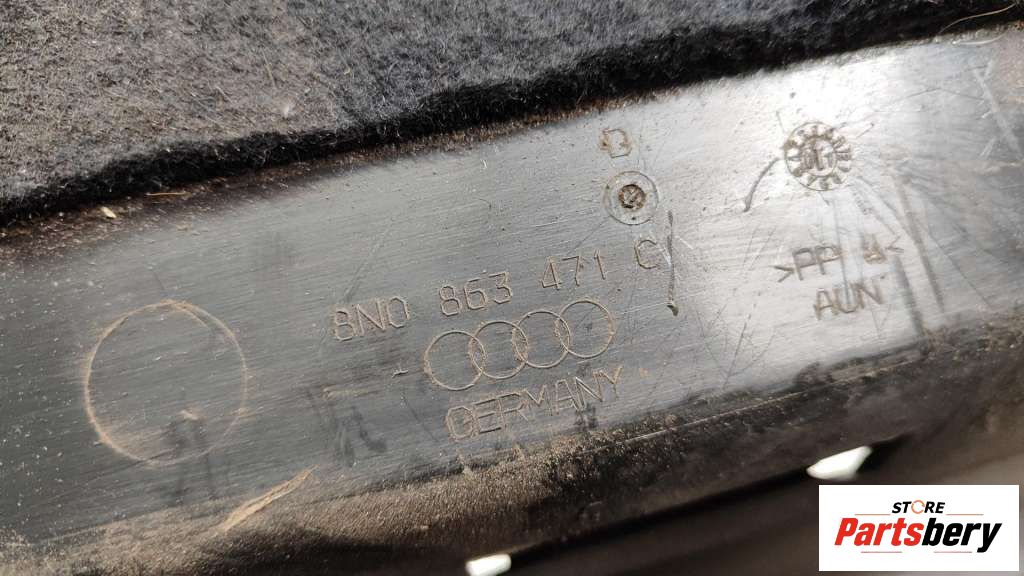 8N0 863 471 C
GERMANY
>PP
AUN
STORE
Partsbery